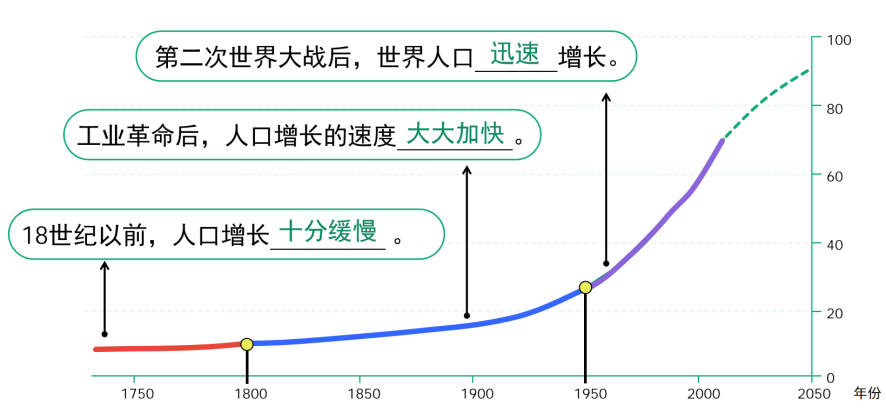 第二次世界大战后，世界人口迅速增长。
工业革命后，人口增长的速度大大加快。
18世纪以前，人口增长十分缓慢。
100
80
60
40
20
0
1750 1800 1850 1900 1950 2000 2050 年份